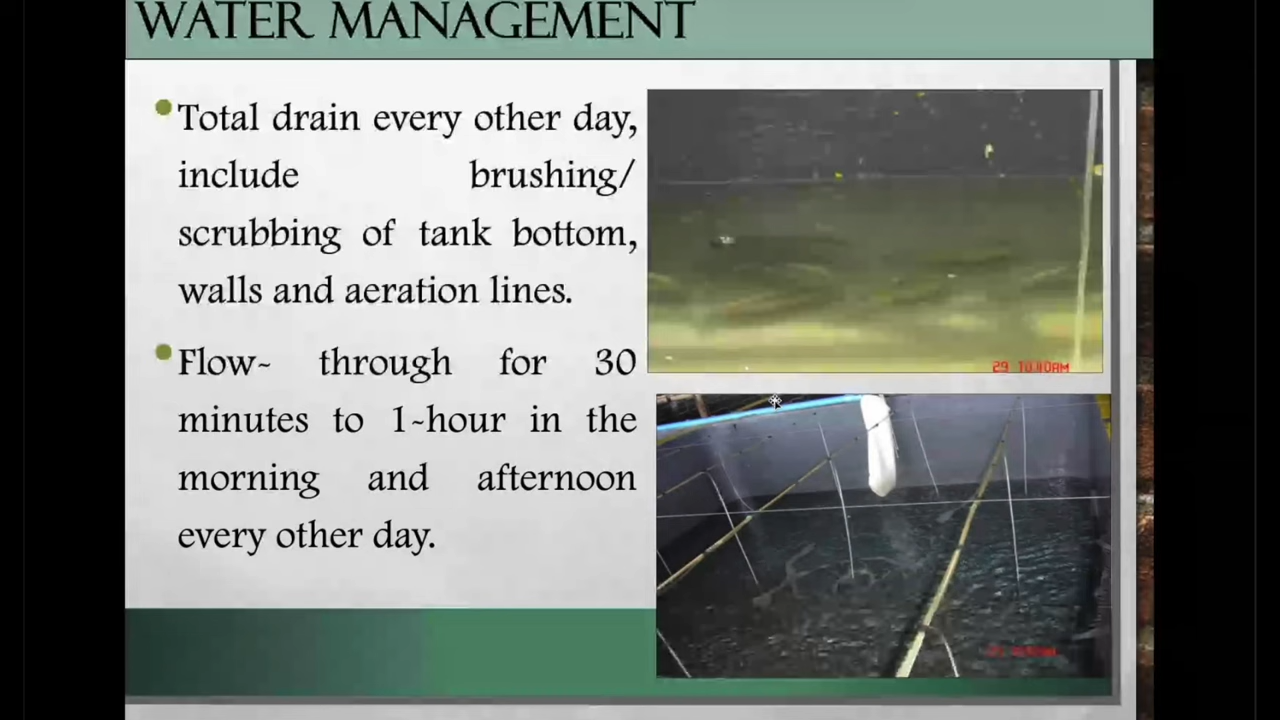 WATER MANAGEMENT
Total drain every other day,
include brushing/
scrubbing of tank bottom,
walls and aeration lines.
Flow- through for 30
minutes to 1-hour in the
morning and afternoon
every other day.
29 10:10AM